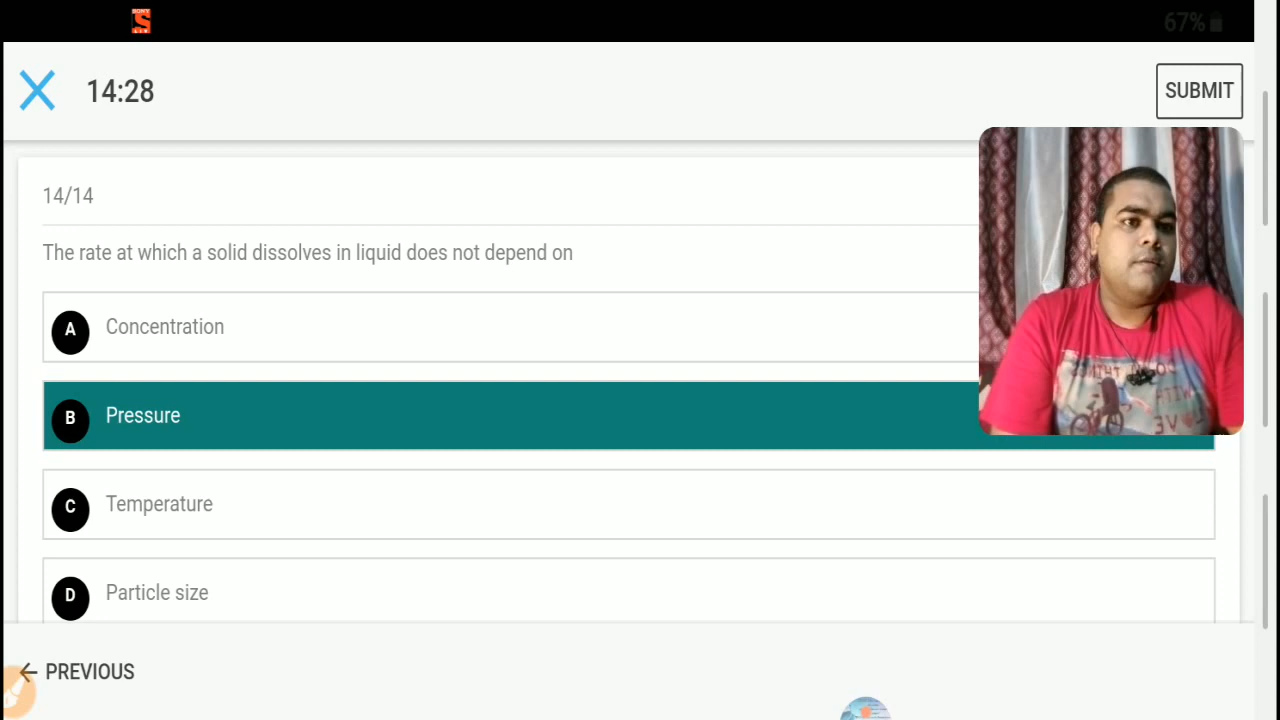 67%
14:28
SUBMIT
14/14
The rate at which a solid dissolves in liquid does not depend on
A Concentration
B Pressure
C Temperature
D Particle size
← PREVIOUS